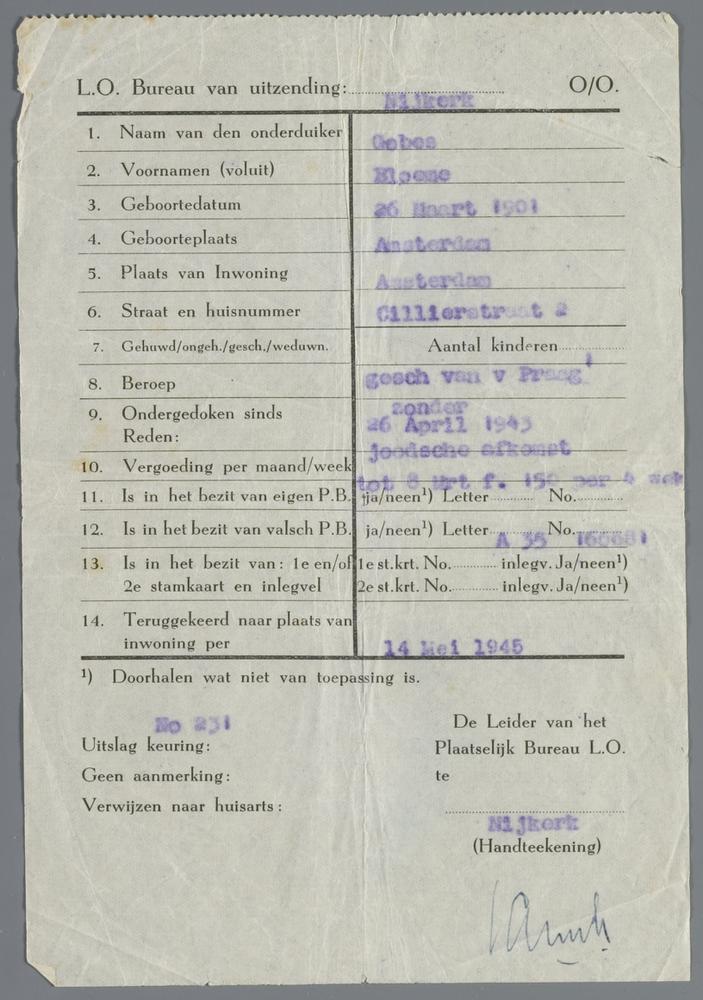 L.O. Bureau van uitzending: Nijkerk O/O.
1. Naam van den onderduiker Gobes
2. Voornamen (voluit) Bloeme
3. Geboortedatum 26 Maart 1901
4. Geboorteplaats Amsterdam
5. Plaats van Inwoning Amsterdam
6. Straat en huisnummer Cillierstraat 2
7. Gehuwd/ongeh./gesch./weduwn. Aantal kinderen
8. Beroep gesch van v Praag
zonder
9. Ondergedoken sinds 26 April 1943
Reden: joodsche afkomst
10. Vergoeding per maand/week tot 8 Mrt f. 150 per 4 wek
11. Is in het bezit van eigen P.B. ja/neen¹) Letter No.
12. Is in het bezit van valsch P.B. ja/neen¹) Letter No.
A 35
13. Is in het bezit van: 1e en/of 1e st.krt. No. inlegv. Ja/neen¹)
2e stamkaart en inlegvel 2e st.krt. No. inlegv. Ja/neen¹)
14. Teruggekeerd naar plaats van
inwoning per 14 Mei 1945
¹) Doorhalen wat niet van toepassing is.
No 231
De Leider van het
Uitslag keuring: Plaatselijk Bureau L.O.
Geen aanmerking: te
Verwijzen naar huisarts:
Nijkerk
(Handteekening)